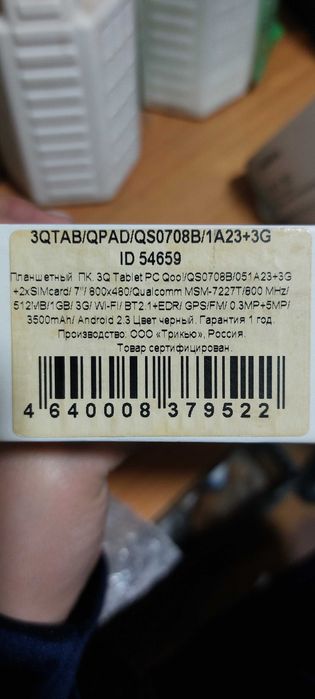 3QTAB/QPAD/QS0708B/1A23+3G
ID 54659
Планшетный ПК 3Q Tablet PC Qoo!/QS0708B/051A23+3G
+2xSIMcard/ 7"/ 800x480/Qualcomm MSM-7227T/800 MHz/
512MB/1GB/ 3G/ Wi-Fi/ BT2.1+EDR/ GPS/FM/ 0.3MP+5MP/
3500mAh/ Android 2.3 Цвет черный. Гарантия 1 год.
Производство: ООО «Трикью», Россия.
Товар сертифицирован.
4 640008 379522